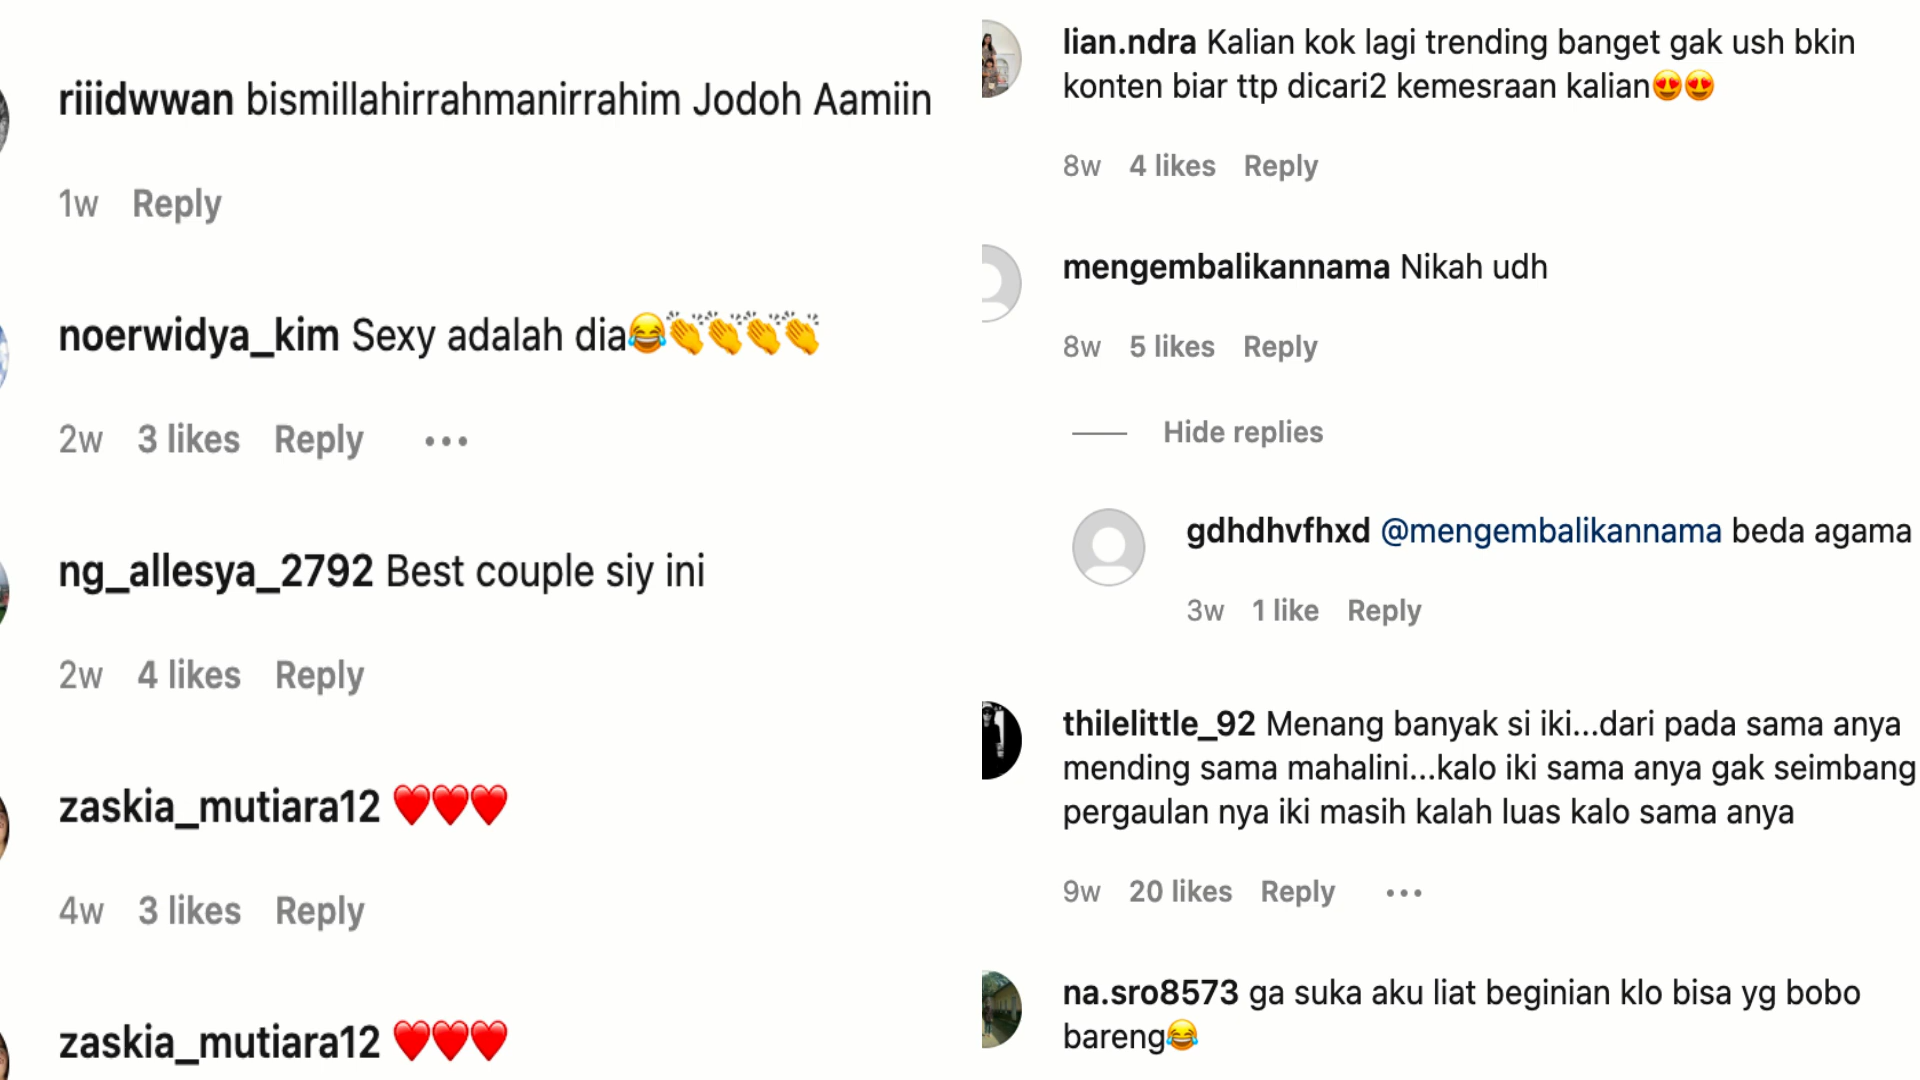 riiidwwan bismillahirrahmanirrahim Jodoh Aamiin
1w Reply
noerwidya_kim Sexy adalah dia😂👏👏👏👏
2w 3 likes Reply •••
ng_allesya_2792 Best couple siy ini
2w 4 likes Reply
zaskia_mutiara12 ❤️❤️❤️
4w 3 likes Reply
zaskia_mutiara12 ❤️❤️❤️
lian.ndra Kalian kok lagi trending banget gak ush bkin
konten biar ttp dicari2 kemesraan kalian😍😍
8w 4 likes Reply
mengembalikannama Nikah udh
8w 5 likes Reply
Hide replies
gdhdhvfhxd @mengembalikannama beda agama
3w 1 like Reply
thilelittle_92 Menang banyak si iki...dari pada sama anya
mending sama mahalini...kalo iki sama anya gak seimbang
pergaulan nya iki masih kalah luas kalo sama anya
9w 20 likes Reply •••
na.sro8573 ga suka aku liat beginian klo bisa yg bobo
bareng😂